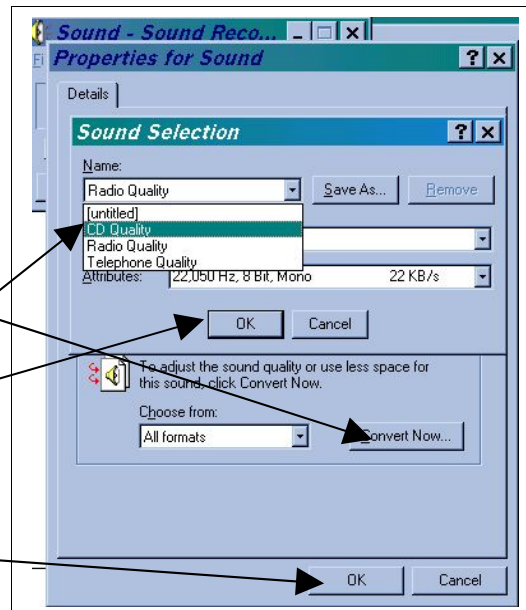 Sound - Sound Reco...
Fi
Properties for Sound
Details
Sound Selection
Name:
Radio Quality
Save As...
Remove
[untitled]
CD Quality
Radio Quality
Telephone Quality
Attributes: 22,050 Hz, 8 Bit, Mono 22 KB/s
OK Cancel
To adjust the sound quality or use less space for
this sound, click Convert Now.
Choose from:
All formats
Convert Now...
OK Cancel